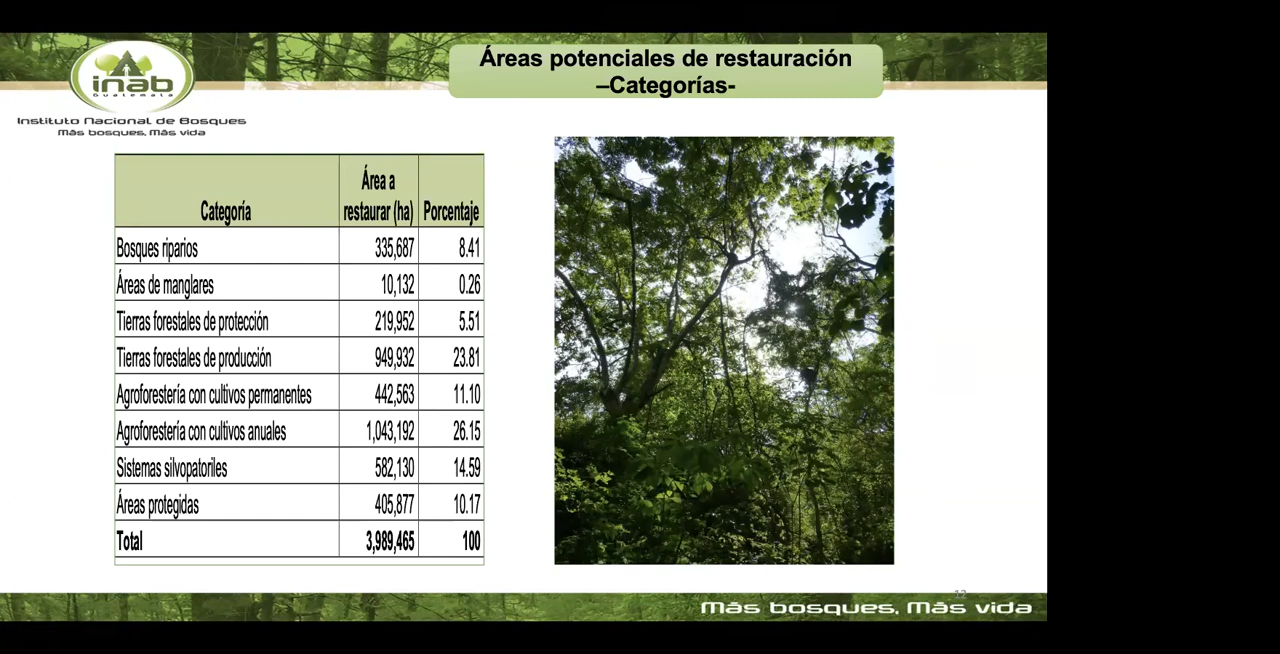 Áreas potenciales de restauración
–Categorías-
inab
Guatemala
Instituto Nacional de Bosques
Más bosques, Más vida
Categoría Área a restaurar (ha) Porcentaje
Bosques riparios 335,687 8.41
Áreas de manglares 10,132 0.26
Tierras forestales de protección 219,952 5.51
Tierras forestales de producción 949,932 23.81
Agroforestería con cultivos permanentes 442,563 11.10
Agroforestería con cultivos anuales 1,043,192 26.15
Sistemas silvopatoriles 582,130 14.59
Áreas protegidas 405,877 10.17
Total 3,989,465 100
12
Más bosques, Más vida